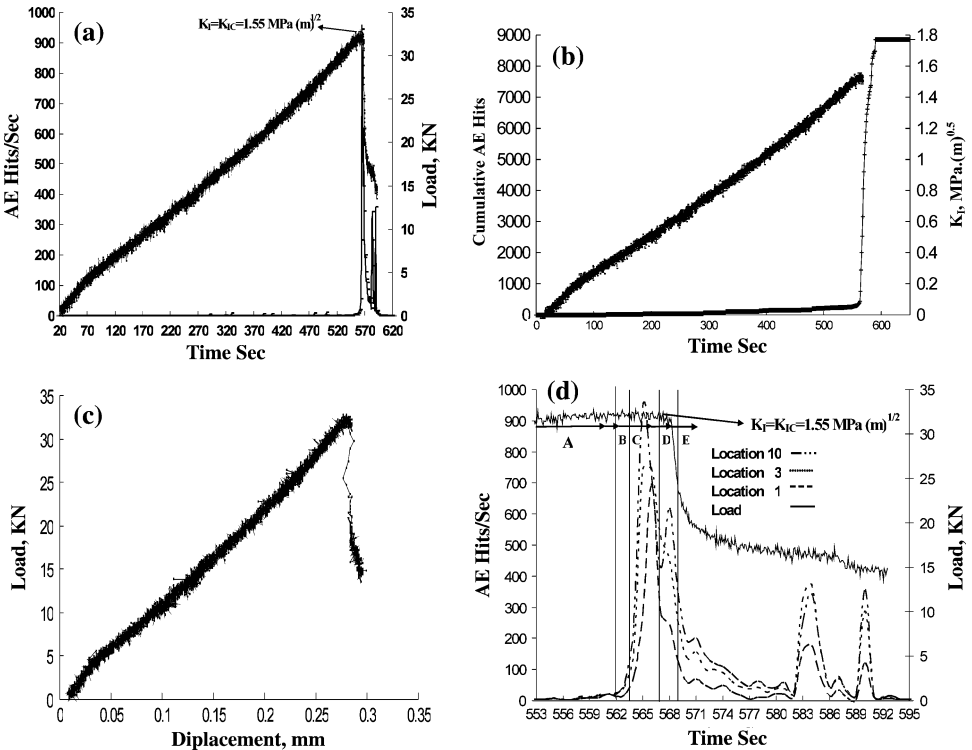 (a)
K_I=K_IC=1.55 MPa (m)^1/2
AE Hits/Sec
1000
900
800
700
600
500
400
300
200
100
0
Load, KN
35
30
25
20
15
10
5
0
20 70 120 170 220 270 320 370 420 470 520 570 620
Time Sec
(b)
Cumulative AE Hits
9000
8000
7000
6000
5000
4000
3000
2000
1000
0
K_I, MPa.(m)^0.5
1.8
1.6
1.4
1.2
1
0.8
0.6
0.4
0.2
0
0 100 200 300 400 500 600
Time Sec
(c)
Load, KN
35
30
25
20
15
10
5
0
0 0.05 0.1 0.15 0.2 0.25 0.3 0.35
Diplacement, mm
(d)
K_I=K_IC=1.55 MPa (m)^1/2
A B C D E
Location 10
Location 3
Location 1
Load
AE Hits/Sec
1000
900
800
700
600
500
400
300
200
100
0
Load, KN
35
30
25
20
15
10
5
0
553 556 559 562 565 568 571 574 577 580 583 586 589 592 595
Time Sec